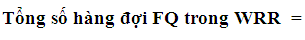 Tổng số hàng đợi FQ trong WRR =